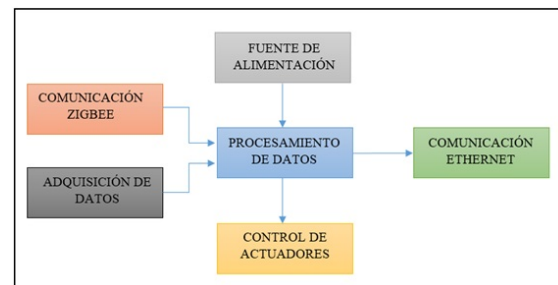 FUENTE DE
ALIMENTACIÓN
COMUNICACIÓN
ZIGBEE
PROCESAMIENTO
DE DATOS
COMUNICACIÓN
ETHERNET
ADQUISICIÓN DE
DATOS
CONTROL DE
ACTUADORES